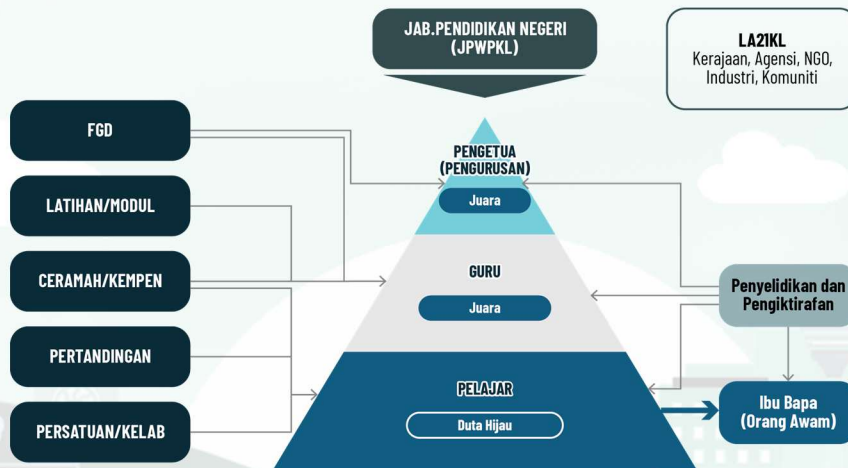 JAB.PENDIDIKAN NEGERI
(JPWPKL)
LA21KL
Kerajaan, Agensi, NGO,
Industri, Komuniti
FGD
LATIHAN/MODUL
CERAMAH/KEMPEN
PERTANDINGAN
PERSATUAN/KELAB
PENGETUA
(PENGURUSAN)
Juara
GURU
Juara
PELAJAR
Duta Hijau
Penyelidikan dan
Pengiktirafan
Ibu Bapa
(Orang Awam)